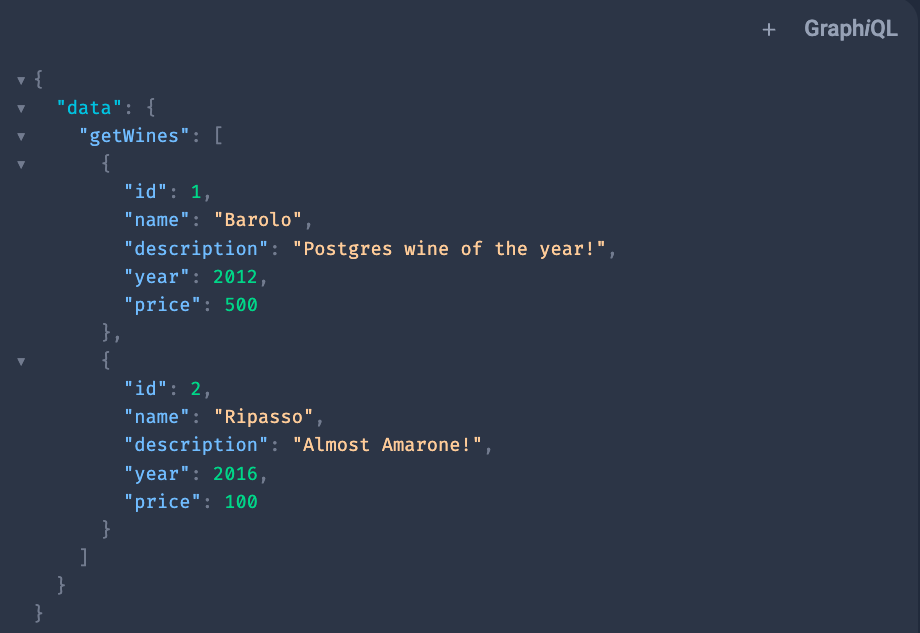 + GraphiQL
{
"data": {
"getWines": [
{
"id": 1,
"name": "Barolo",
"description": "Postgres wine of the year!",
"year": 2012,
"price": 500
},
{
"id": 2,
"name": "Ripasso",
"description": "Almost Amarone!",
"year": 2016,
"price": 100
}
]
}
}